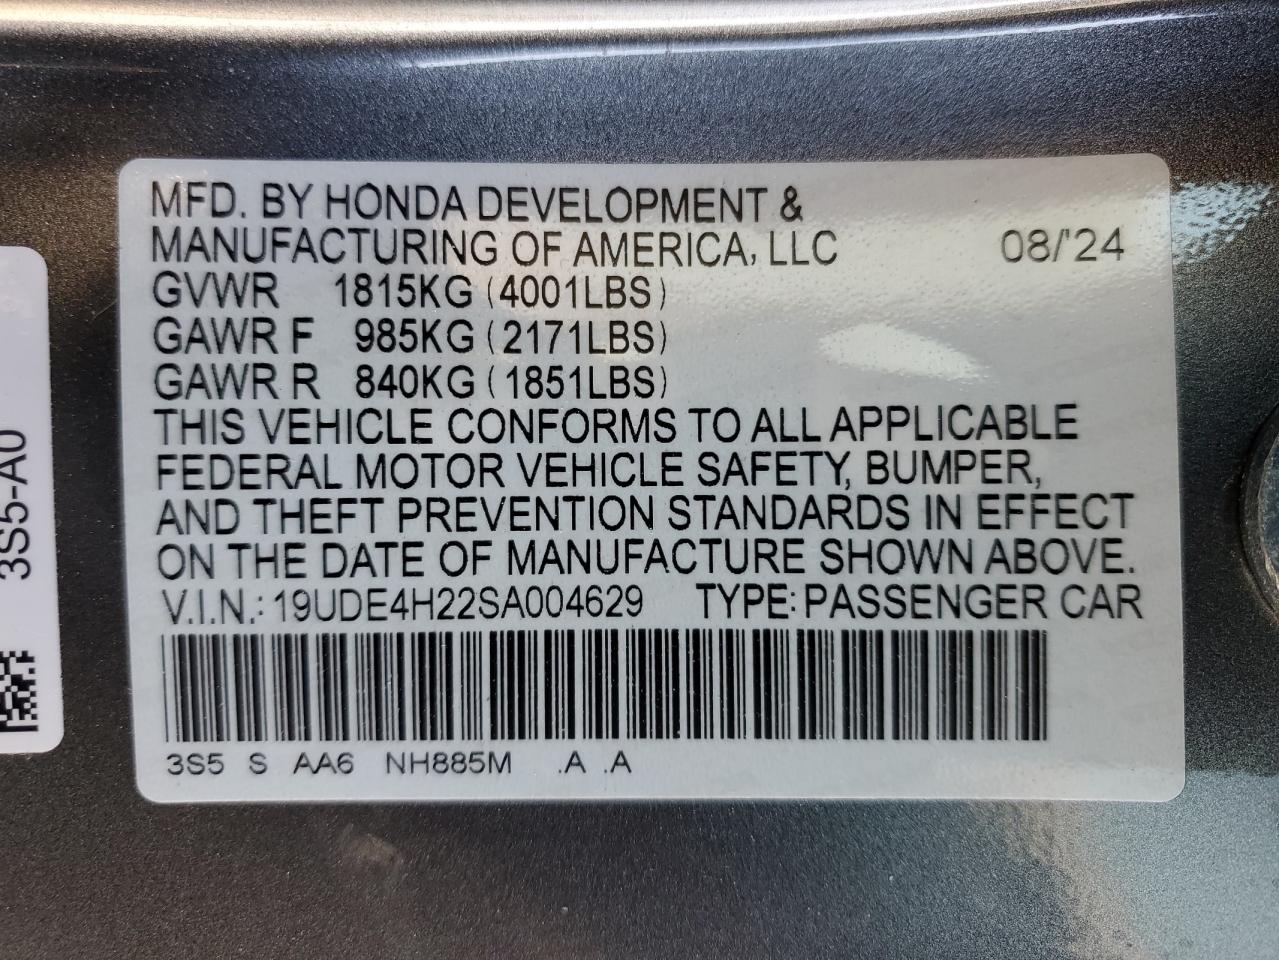 MFD. BY HONDA DEVELOPMENT &
MANUFACTURING OF AMERICA, LLC 08/'24
GVWR 1815KG (4001LBS)
GAWR F 985KG (2171LBS)
GAWR R 840KG (1851LBS)
THIS VEHICLE CONFORMS TO ALL APPLICABLE
FEDERAL MOTOR VEHICLE SAFETY, BUMPER,
AND THEFT PREVENTION STANDARDS IN EFFECT
ON THE DATE OF MANUFACTURE SHOWN ABOVE.
V.I.N.: 19UDE4H22SA004629 TYPE: PASSENGER CAR
3S5 S AA6 NH885M .A .A
3S5-A0